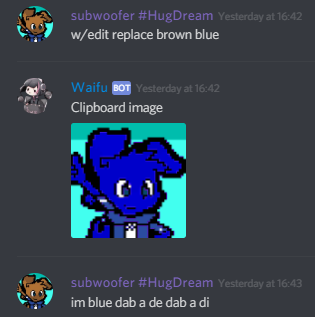 subwoofer #HugDream Yesterday at 16:42
w/edit replace brown blue
Waifu BOT Yesterday at 16:42
Clipboard image
subwoofer #HugDream Yesterday at 16:43
im blue dab a de dab a di